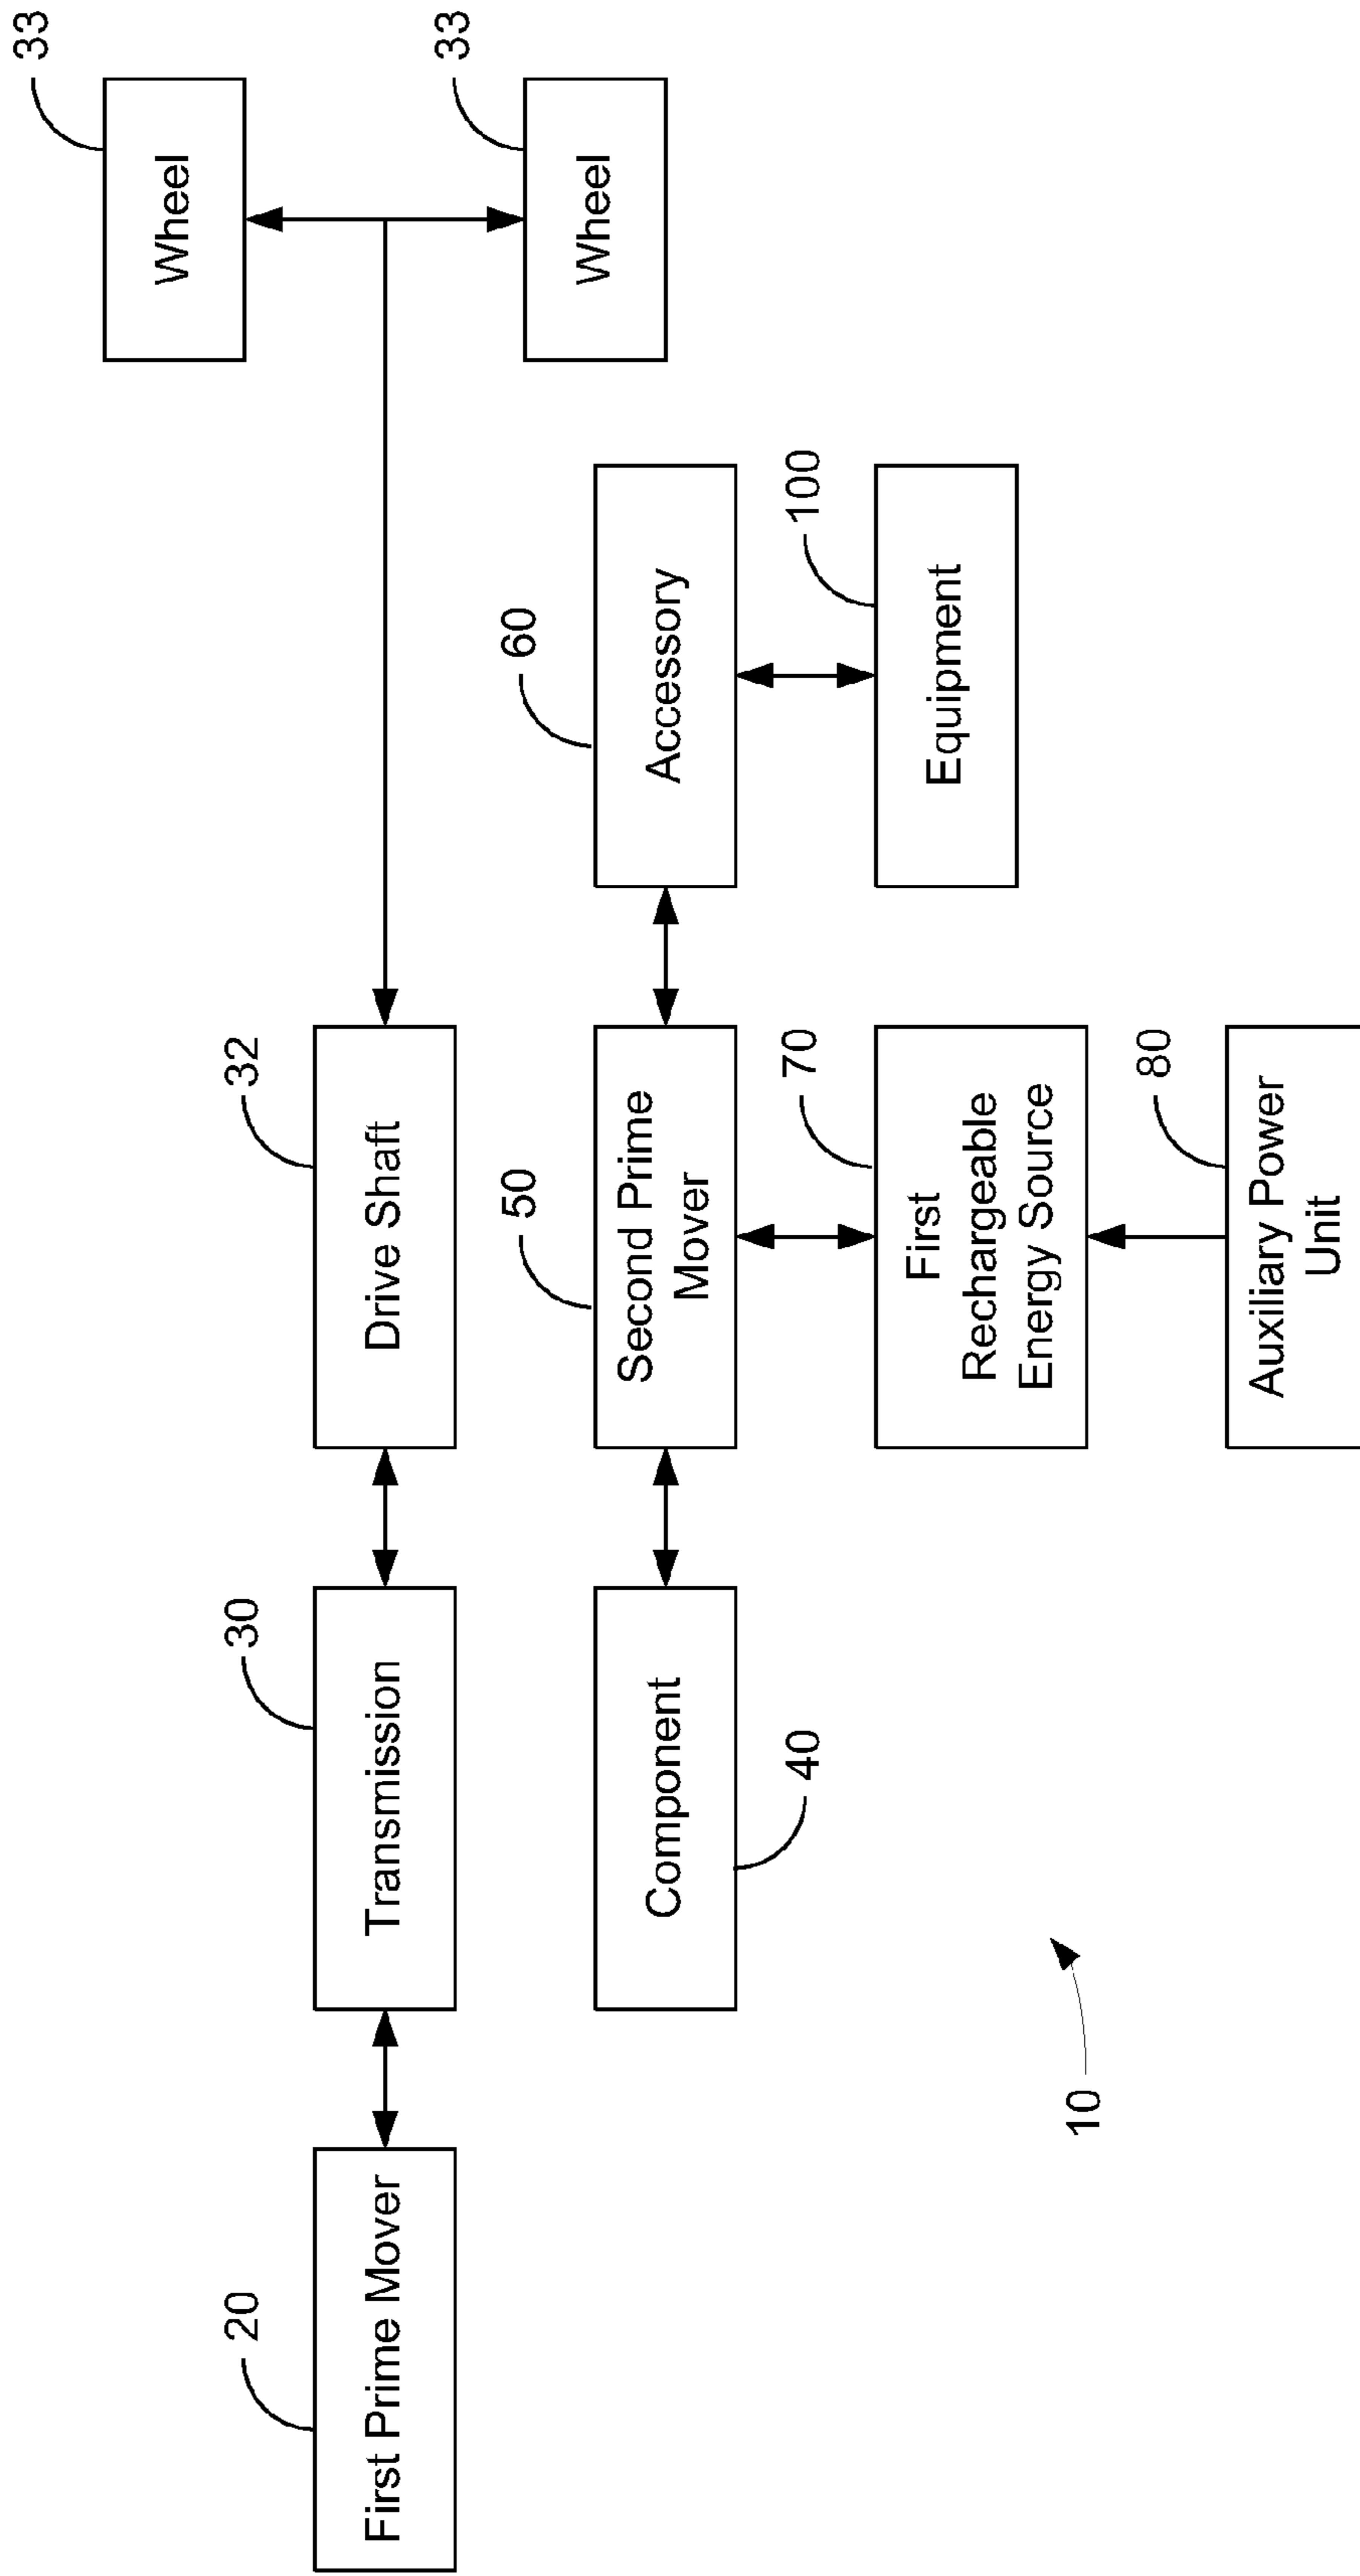 33
Wheel
33
Wheel
20
First Prime Mover
30
Transmission
32
Drive Shaft
Component
40
50
Second Prime
Mover
60
Accessory
100
Equipment
70
First
Rechargeable
Energy Source
80
Auxiliary Power
Unit
10